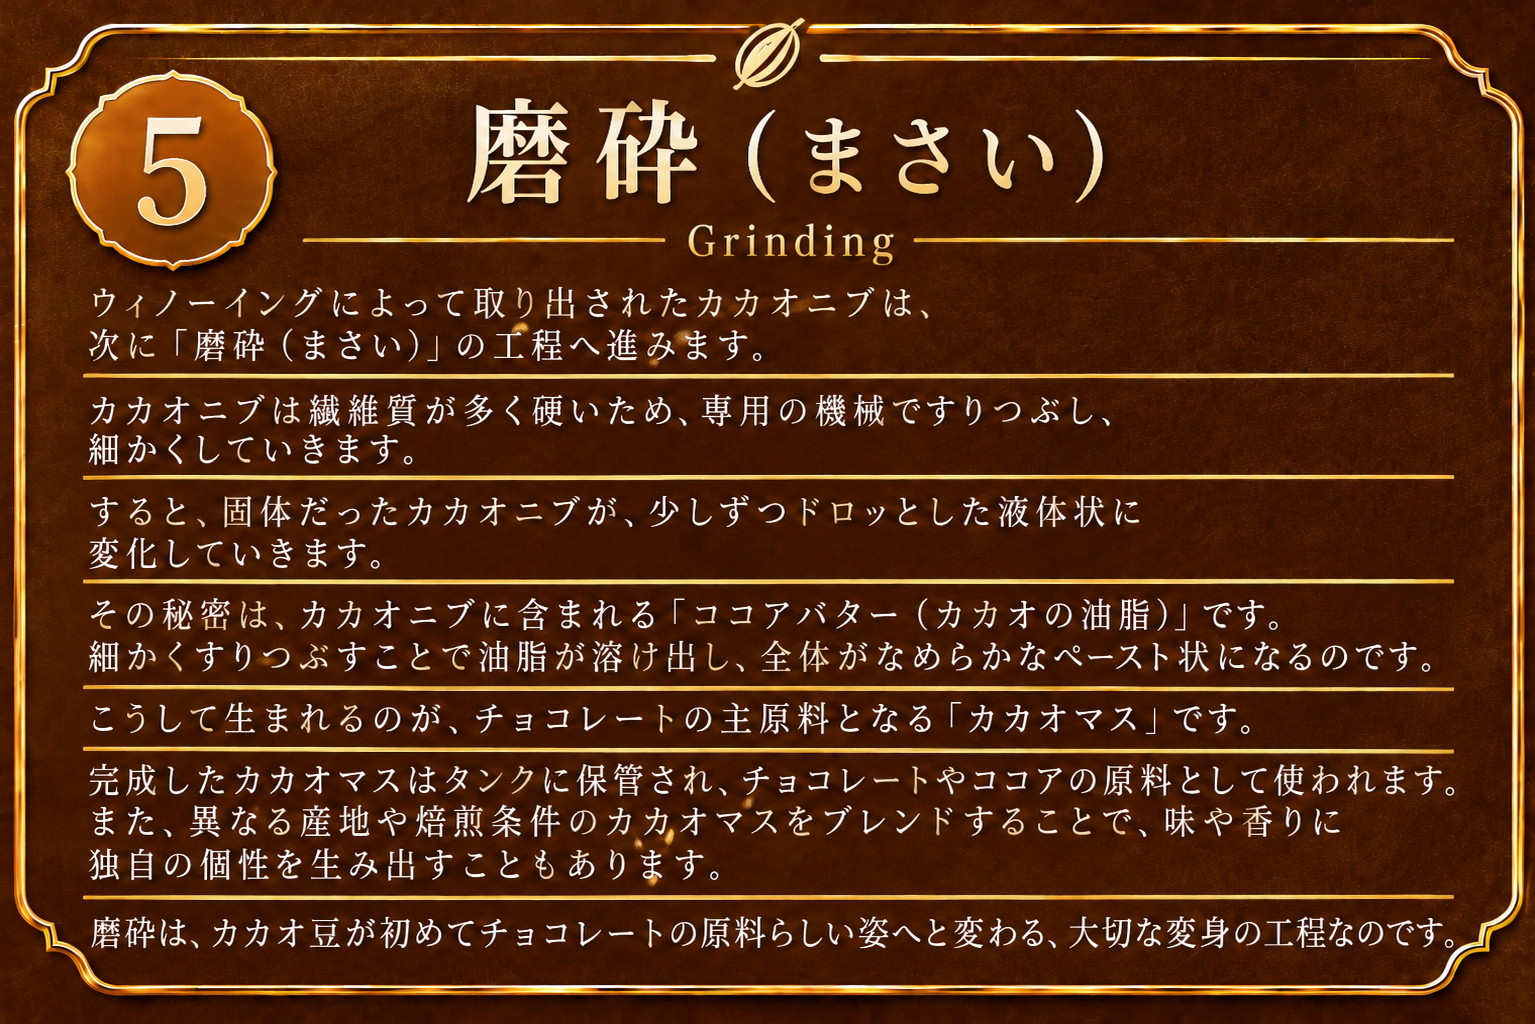 5
磨砕（まさい）
Grinding
ウィノーイングによって取り出されたカカオニブは、
次に「磨砕（まさい）」の工程へ進みます。
カカオニブは繊維質が多く硬いため、専用の機械ですりつぶし、
細かくしていきます。
すると、固体だったカカオニブが、少しずつドロッとした液体状に
変化していきます。
その秘密は、カカオニブに含まれる「ココアバター（カカオの油脂）」です。
細かくすりつぶすことで油脂が溶け出し、全体がなめらかなペースト状になるのです。
こうして生まれるのが、チョコレートの主原料となる「カカオマス」です。
完成したカカオマスはタンクに保管され、チョコレートやココアの原料として使われます。
また、異なる産地や焙煎条件のカカオマスをブレンドすることで、味や香りに
独自の個性を生み出すこともあります。
磨砕は、カカオ豆が初めてチョコレートの原料らしい姿へと変わる、大切な変身の工程なのです。